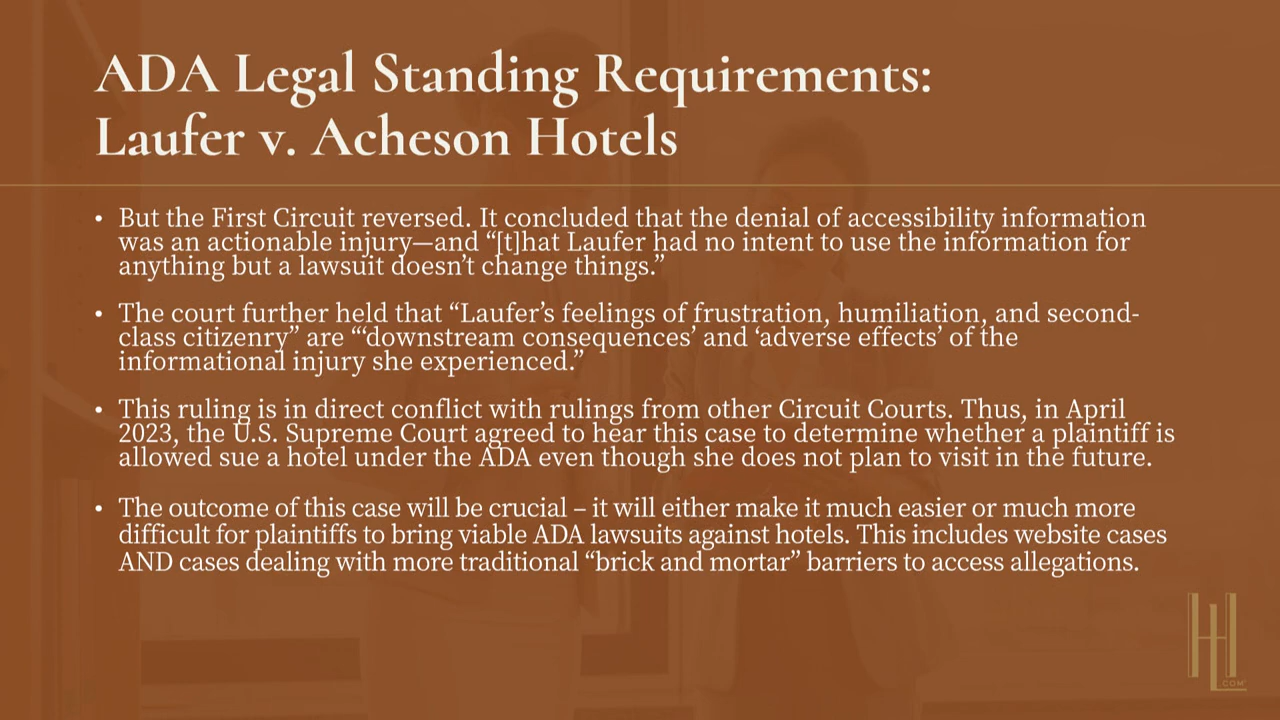 ADA Legal Standing Requirements:
Laufer v. Acheson Hotels
• But the First Circuit reversed. It concluded that the denial of accessibility information
was an actionable injury—and “[t]hat Laufer had no intent to use the information for
anything but a lawsuit doesn’t change things.”
• The court further held that “Laufer’s feelings of frustration, humiliation, and second-
class citizenry” are “‘downstream consequences’ and ‘adverse effects’ of the
informational injury she experienced.”
• This ruling is in direct conflict with rulings from other Circuit Courts. Thus, in April
2023, the U.S. Supreme Court agreed to hear this case to determine whether a plaintiff is
allowed sue a hotel under the ADA even though she does not plan to visit in the future.
• The outcome of this case will be crucial – it will either make it much easier or much more
difficult for plaintiffs to bring viable ADA lawsuits against hotels. This includes website cases
AND cases dealing with more traditional “brick and mortar” barriers to access allegations.
HL
.COM